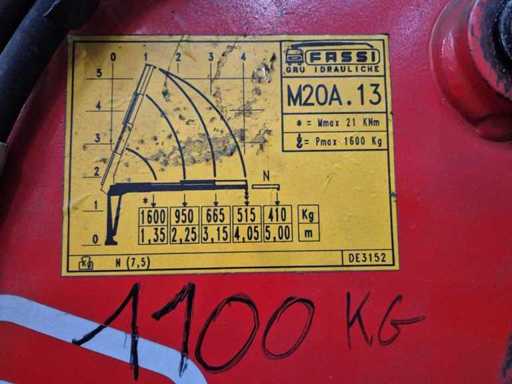 FASSI
GRU IDRAULICHE
M20A.13
* = Mmax 21 KNm
= Pmax 1600 Kg
0 1 2 3 4
5
4
3
2
1
0
N
*
1600 950 665 515 410 Kg
1,35 2,25 3,15 4,05 5,00 m
N (7,5)
DE3152
1100 KG